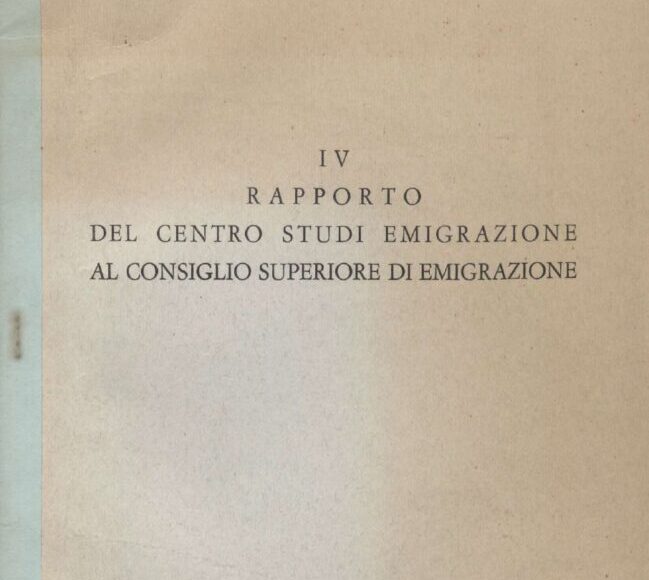 IV
RAPPORTO
DEL CENTRO STUDI EMIGRAZIONE
AL CONSIGLIO SUPERIORE DI EMIGRAZIONE